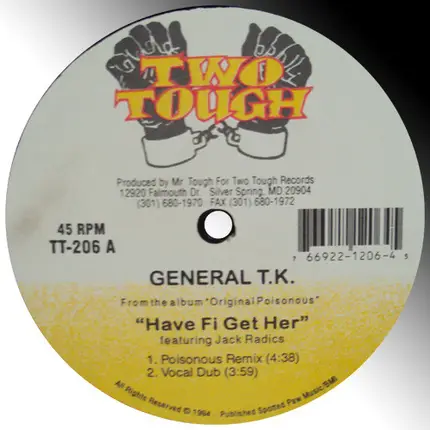 TWO
TOUGH
Produced by Mr. Tough For Two Tough Records
12920 Falmouth Dr. Silver Spring, MD 20904
(301) 680-1970 FAX (301) 680-1972
45 RPM
TT-206 A
7 66922-1206-4 5
GENERAL T.K.
From the album "Original Poisonous"
"Have Fi Get Her"
featuring Jack Radics
1. Poisonous Remix (4:38)
2. Vocal Dub (3:59)
All Rights Reserved © 1994 Published Spotted Paw Music/BMI